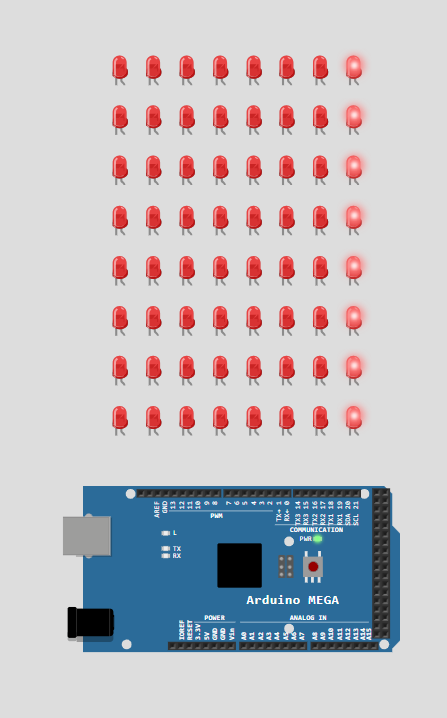 AREF
GND
13
12
11
10
9
8
7
6
5
4
3
2
TX→ 1
RX← 0
TX3 14
RX3 15
TX2 16
RX2 17
TX1 18
RX1 19
SDA 20
SCL 21
PWM
COMMUNICATION
L
PWR
TX
RX
Arduino MEGA
POWER
ANALOG IN
IOREF
RESET
3.3V
5V
GND
GND
Vin
A0
A1
A2
A3
A4
A5
A6
A7
A8
A9
A10
A11
A12
A13
A14
A15